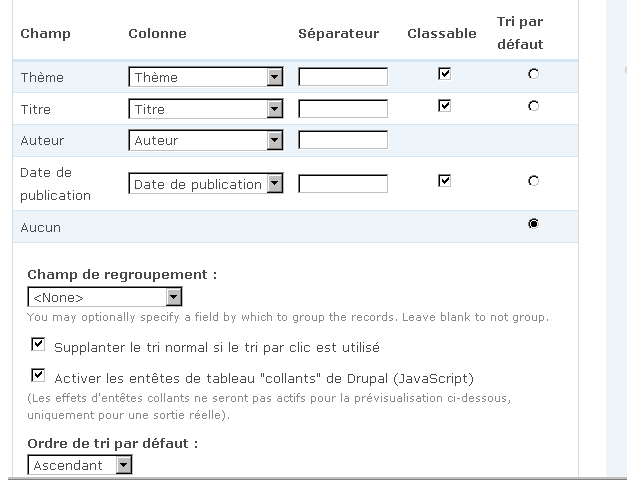 Champ Colonne Séparateur Classable Tri par défaut
Thème Thème
Titre Titre
Auteur Auteur
Date de publication Date de publication
Aucun
Champ de regroupement :
<None>
You may optionally specify a field by which to group the records. Leave blank to not group.
Supplanter le tri normal si le tri par clic est utilisé
Activer les entêtes de tableau "collants" de Drupal (JavaScript)
(Les effets d'entêtes collants ne seront pas actifs pour la prévisualisation ci-dessous,
uniquement pour une sortie réelle).
Ordre de tri par défaut :
Ascendant